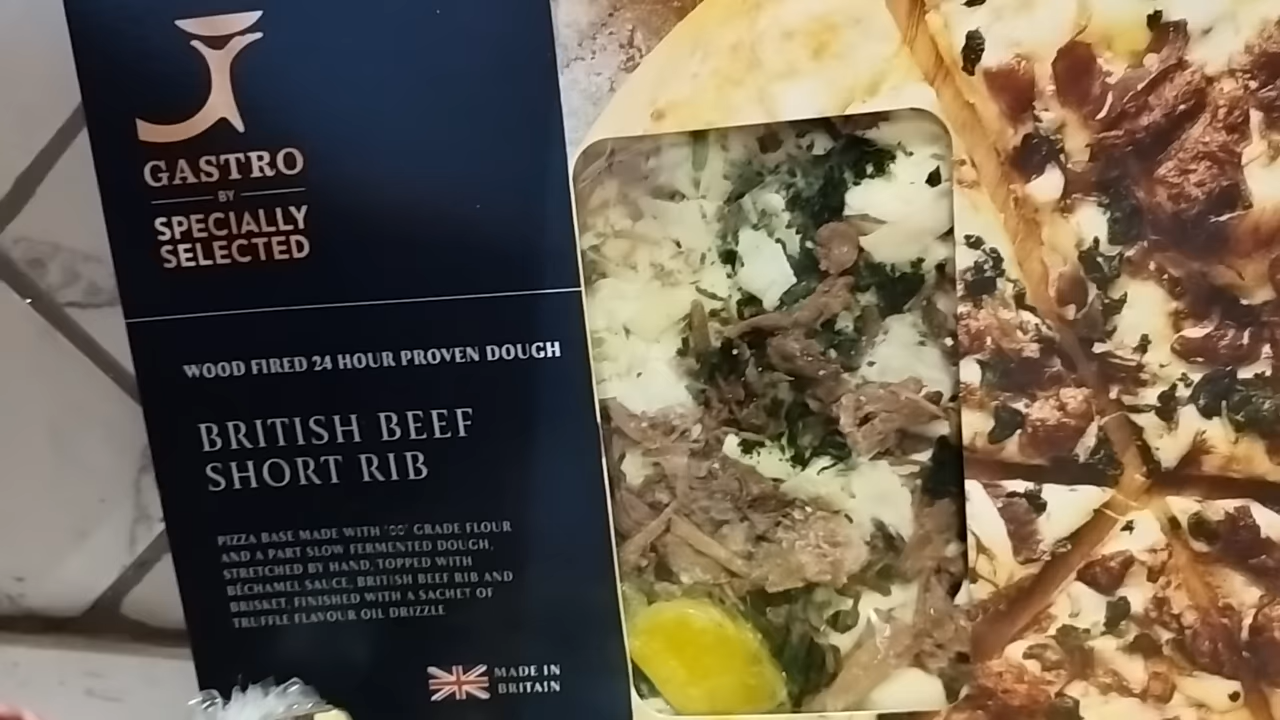 GASTRO
BY
SPECIALLY
SELECTED
WOOD FIRED 24 HOUR PROVEN DOUGH
BRITISH BEEF
SHORT RIB
PIZZA BASE MADE WITH '00' GRADE FLOUR
AND A PART SLOW FERMENTED DOUGH,
STRETCHED BY HAND, TOPPED WITH
BÉCHAMEL SAUCE, BRITISH BEEF RIB AND
BRISKET, FINISHED WITH A SACHET OF
TRUFFLE FLAVOUR OIL DRIZZLE
MADE IN
BRITAIN